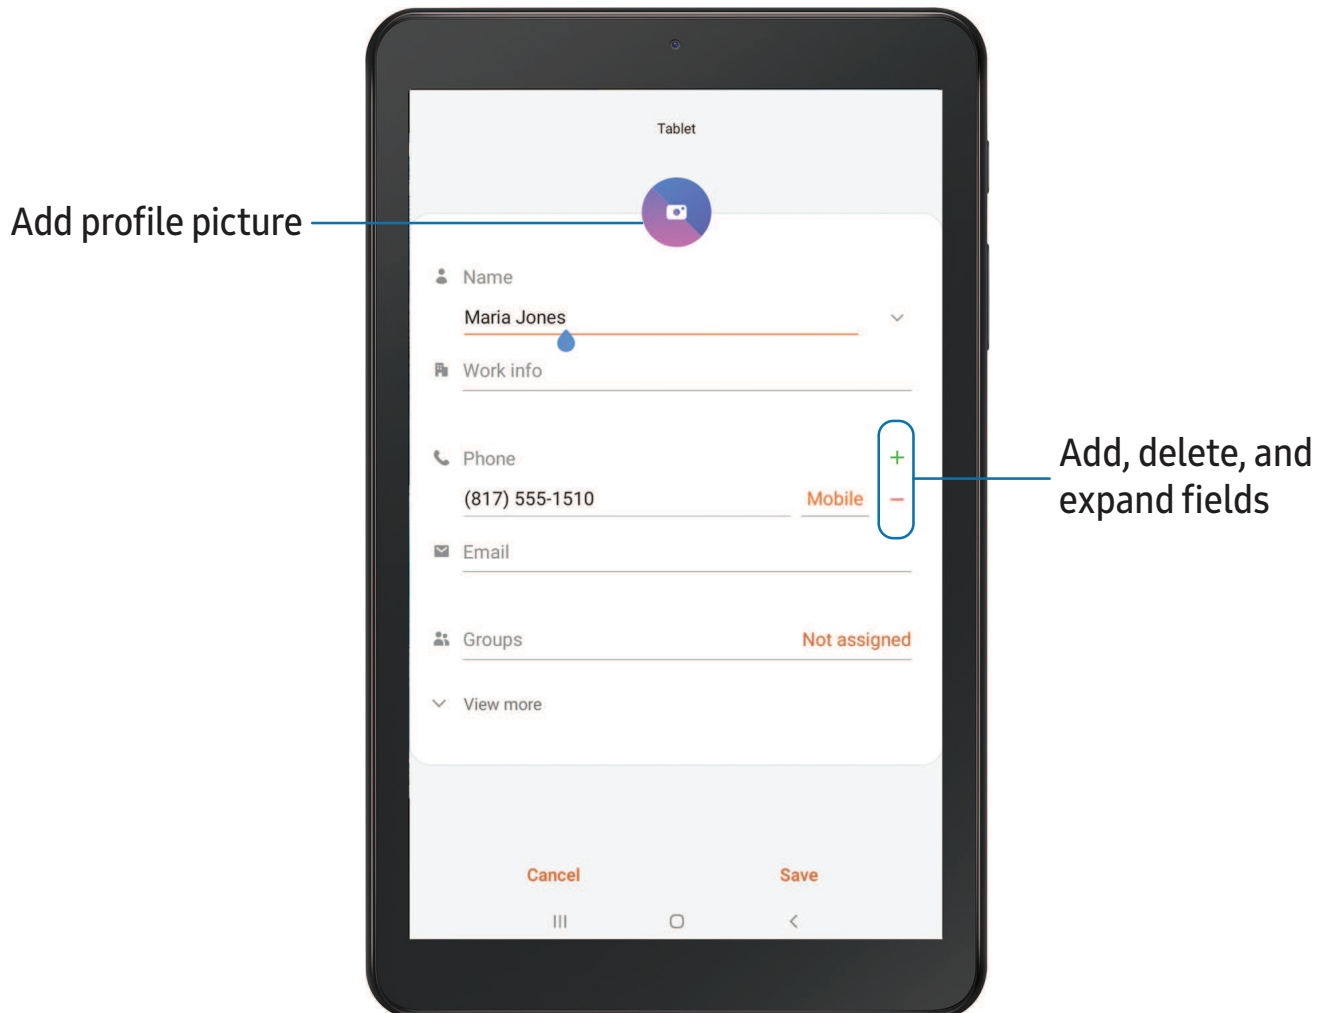 Tablet
Add profile picture
Name
Maria Jones
Work info
Phone
(817) 555-1510 Mobile
Add, delete, and
expand fields
Email
Groups Not assigned
View more
Cancel Save